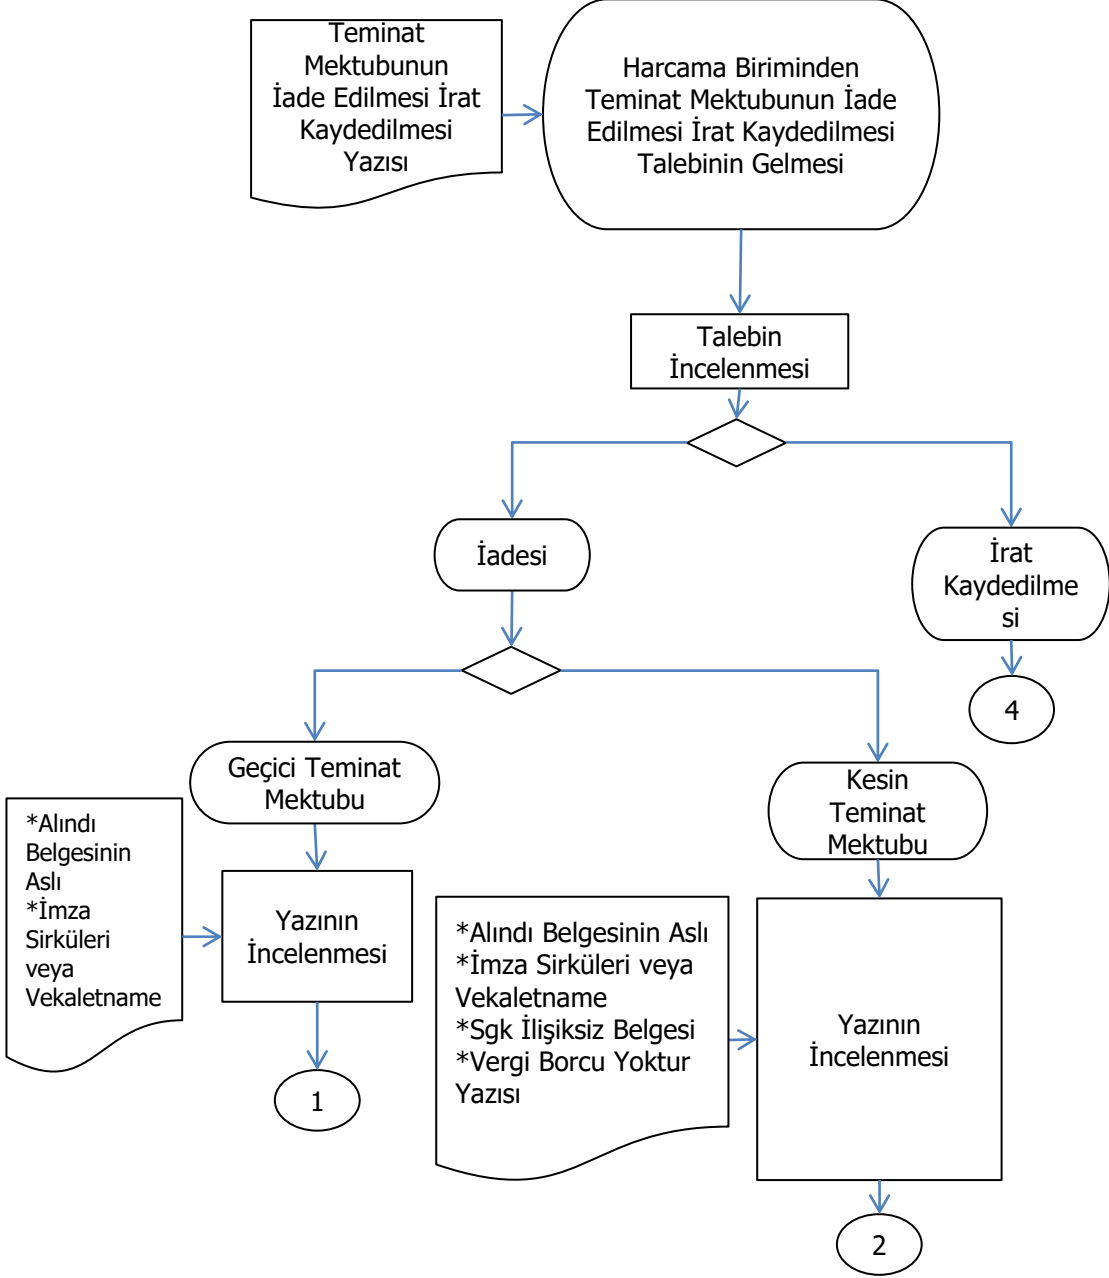 Teminat
Mektubunun
İade Edilmesi İrat
Kaydedilmesi
Yazısı
Harcama Biriminden
Teminat Mektubunun İade
Edilmesi İrat Kaydedilmesi
Talebinin Gelmesi
Talebin
İncelenmesi
İadesi
İrat
Kaydedilme
si
4
Geçici Teminat
Mektubu
Kesin
Teminat
Mektubu
*Alındı
Belgesinin
Aslı
*İmza
Sirküleri
veya
Vekaletname
Yazının
İncelenmesi
*Alındı Belgesinin Aslı
*İmza Sirküleri veya
Vekaletname
*Sgk İlişiksiz Belgesi
*Vergi Borcu Yoktur
Yazısı
Yazının
İncelenmesi
1
2